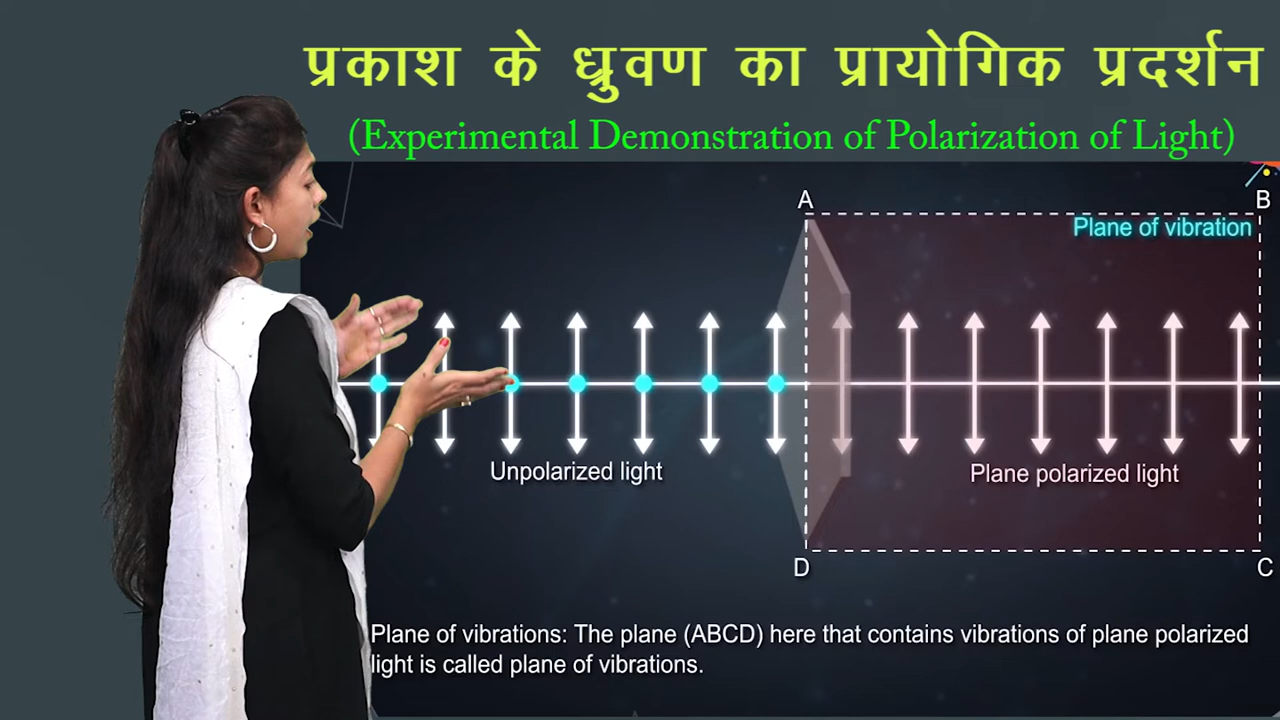 प्रकाश के ध्रुवण का प्रायोगिक प्रदर्शन
(Experimental Demonstration of Polarization of Light)
A
B
Plane of vibration
Unpolarized light
Plane polarized light
D
C
Plane of vibrations: The plane (ABCD) here that contains vibrations of plane polarized
light is called plane of vibrations.